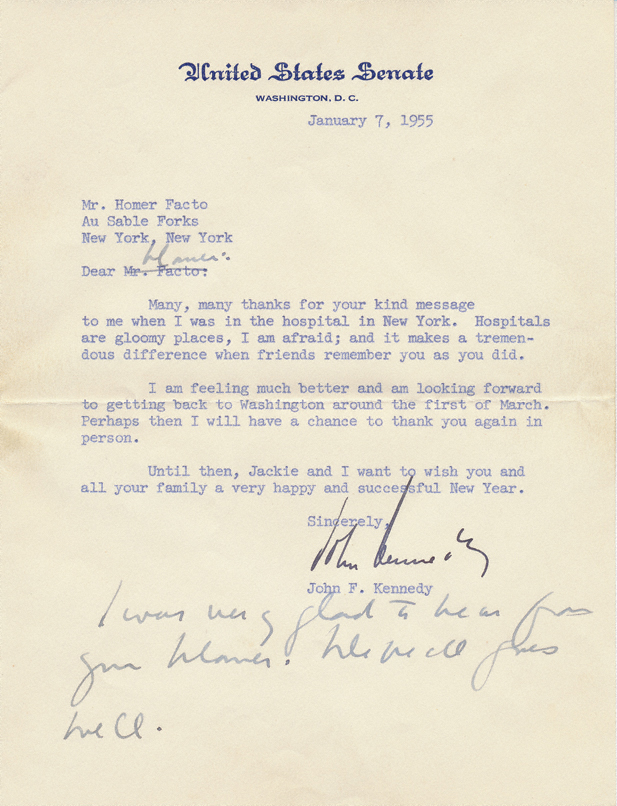 United States Senate
WASHINGTON, D. C.
January 7, 1955
Mr. Homer Facto
Au Sable Forks
New York, New York
Homer:
Dear Mr. Facto:
Many, many thanks for your kind message
to me when I was in the hospital in New York. Hospitals
are gloomy places, I am afraid; and it makes a tremen-
dous difference when friends remember you as you did.
I am feeling much better and am looking forward
to getting back to Washington around the first of March.
Perhaps then I will have a chance to thank you again in
person.
Until then, Jackie and I want to wish you and
all your family a very happy and successful New Year.
Sincerely,
John Kennedy
John F. Kennedy
I was very glad to hear from
you Homer. Hope all goes
well.